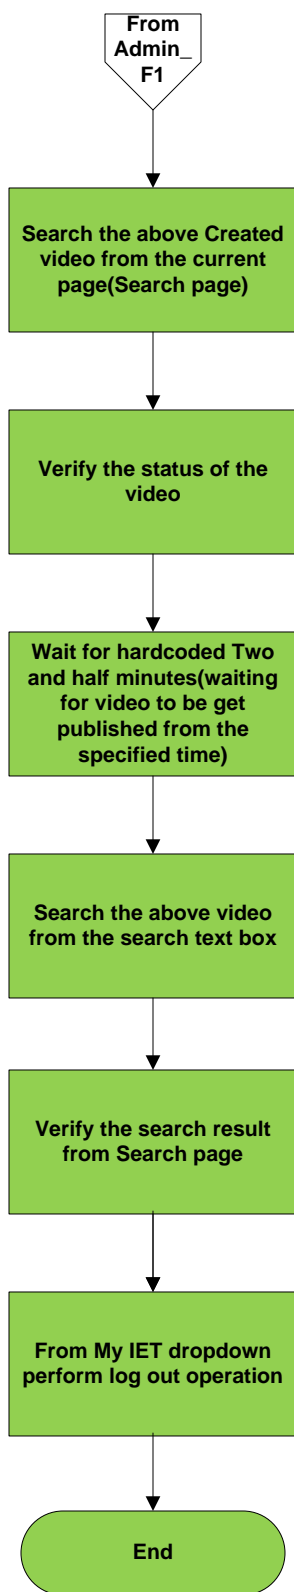 From
Admin_
F1
Search the above Created
video from the current
page(Search page)
Verify the status of the
video
Wait for hardcoded Two
and half minutes(waiting
for video to be get
published from the
specified time)
Search the above video
from the search text box
Verify the search result
from Search page
From My IET dropdown
perform log out operation
End